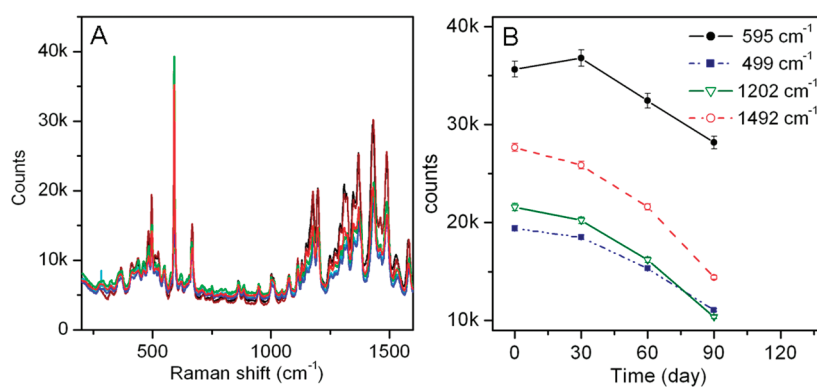 A
40k
30k
20k
10k
0
Counts
500
1000
1500
Raman shift (cm⁻¹)
B
595 cm⁻¹
499 cm⁻¹
1202 cm⁻¹
1492 cm⁻¹
40k
30k
20k
10k
counts
0
30
60
90
120
Time (day)